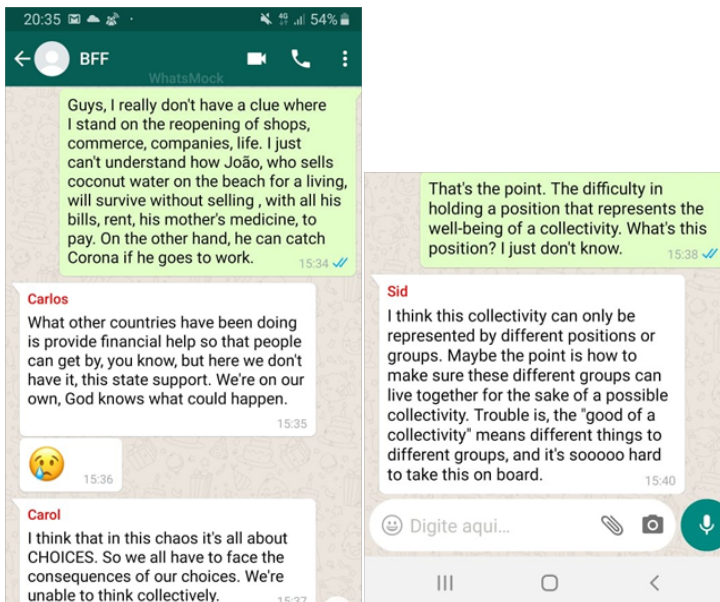 20:35
54%
BFF
WhatsMock
Guys, I really don't have a clue where
I stand on the reopening of shops,
commerce, companies, life. I just
can't understand how João, who sells
coconut water on the beach for a living,
will survive without selling , with all his
bills, rent, his mother's medicine, to
pay. On the other hand, he can catch
Corona if he goes to work.
15:34
Carlos
What other countries have been doing
is provide financial help so that people
can get by, you know, but here we don't
have it, this state support. We're on our
own, God knows what could happen.
15:35
15:36
Carol
I think that in this chaos it's all about
CHOICES. So we all have to face the
consequences of our choices. We're
unable to think collectively.
15:37
That's the point. The difficulty in
holding a position that represents the
well-being of a collectivity. What's this
position? I just don't know.
15:38
Sid
I think this collectivity can only be
represented by different positions or
groups. Maybe the point is how to
make sure these different groups can
live together for the sake of a possible
collectivity. Trouble is, the "good of a
collectivity" means different things to
different groups, and it's sooooo hard
to take this on board.
15:40
Digite aqui...